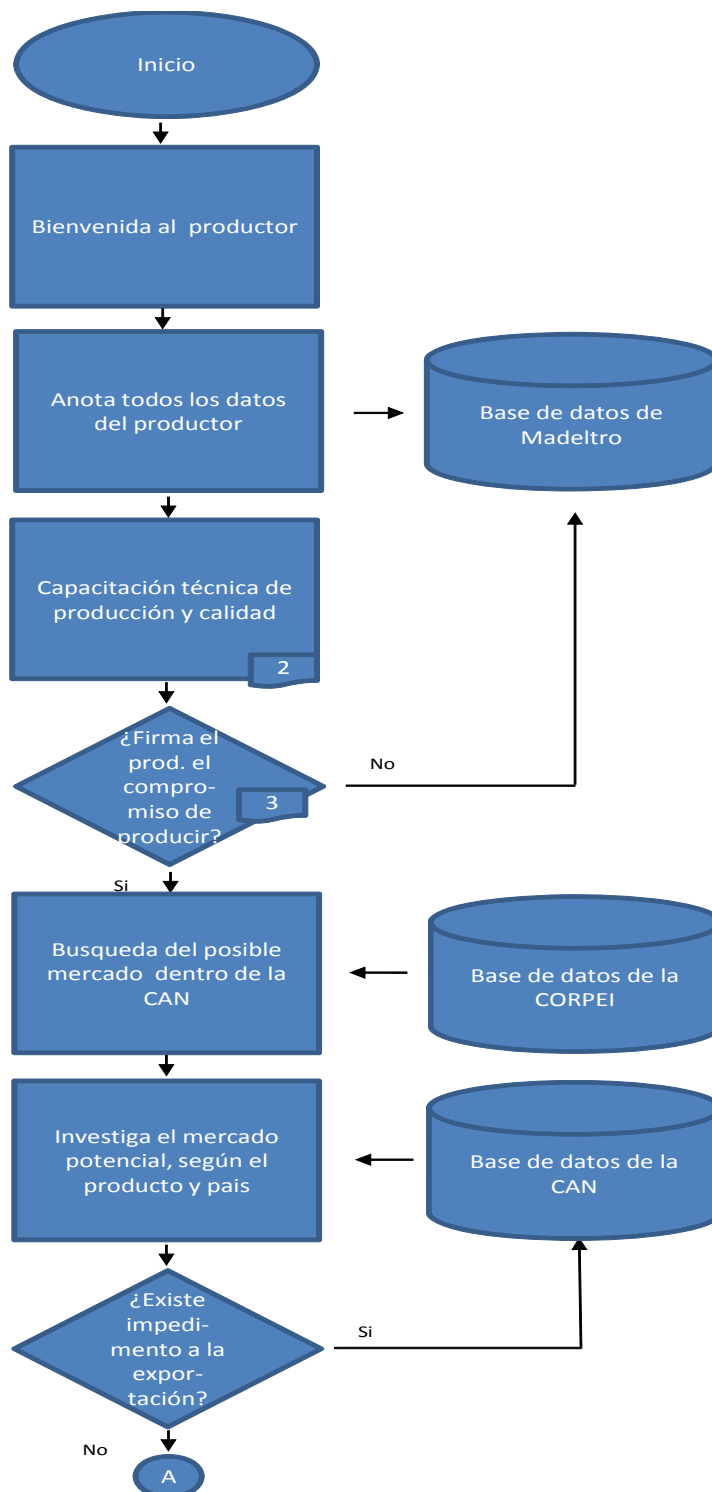 Inicio
Bienvenida al productor
Anota todos los datos
del productor
Base de datos de
Madeltro
Capacitación técnica de
producción y calidad
2
¿Firma el
prod. el
compro-
miso de
producir?
3
No
Si
Busqueda del posible
mercado dentro de la
CAN
Base de datos de la
CORPEI
Investiga el mercado
potencial, según el
producto y pais
Base de datos de la
CAN
¿Existe
impedi-
mento a la
expor-
tación?
Si
No
A